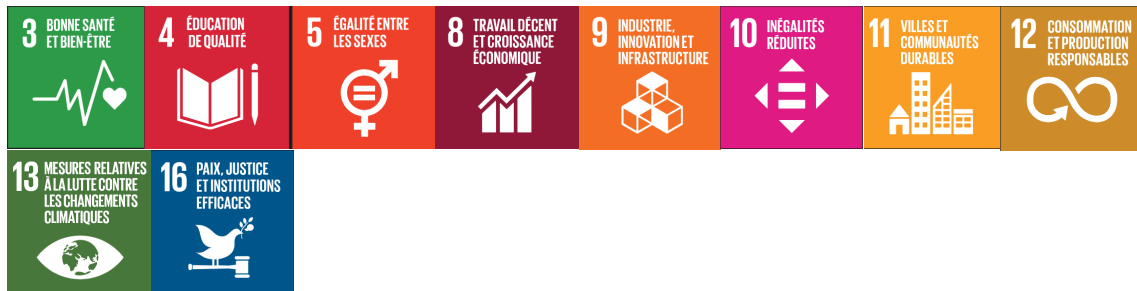 3 BONNE SANTÉ
ET BIEN-ÊTRE
4 ÉDUCATION
DE QUALITÉ
5 ÉGALITÉ ENTRE
LES SEXES
8 TRAVAIL DÉCENT
ET CROISSANCE
ÉCONOMIQUE
9 INDUSTRIE,
INNOVATION ET
INFRASTRUCTURE
10 INÉGALITÉS
RÉDUITES
11 VILLES ET
COMMUNAUTÉS
DURABLES
12 CONSOMMATION
ET PRODUCTION
RESPONSABLES
13 MESURES RELATIVES
À LA LUTTE CONTRE
LES CHANGEMENTS
CLIMATIQUES
16 PAIX, JUSTICE
ET INSTITUTIONS
EFFICACES